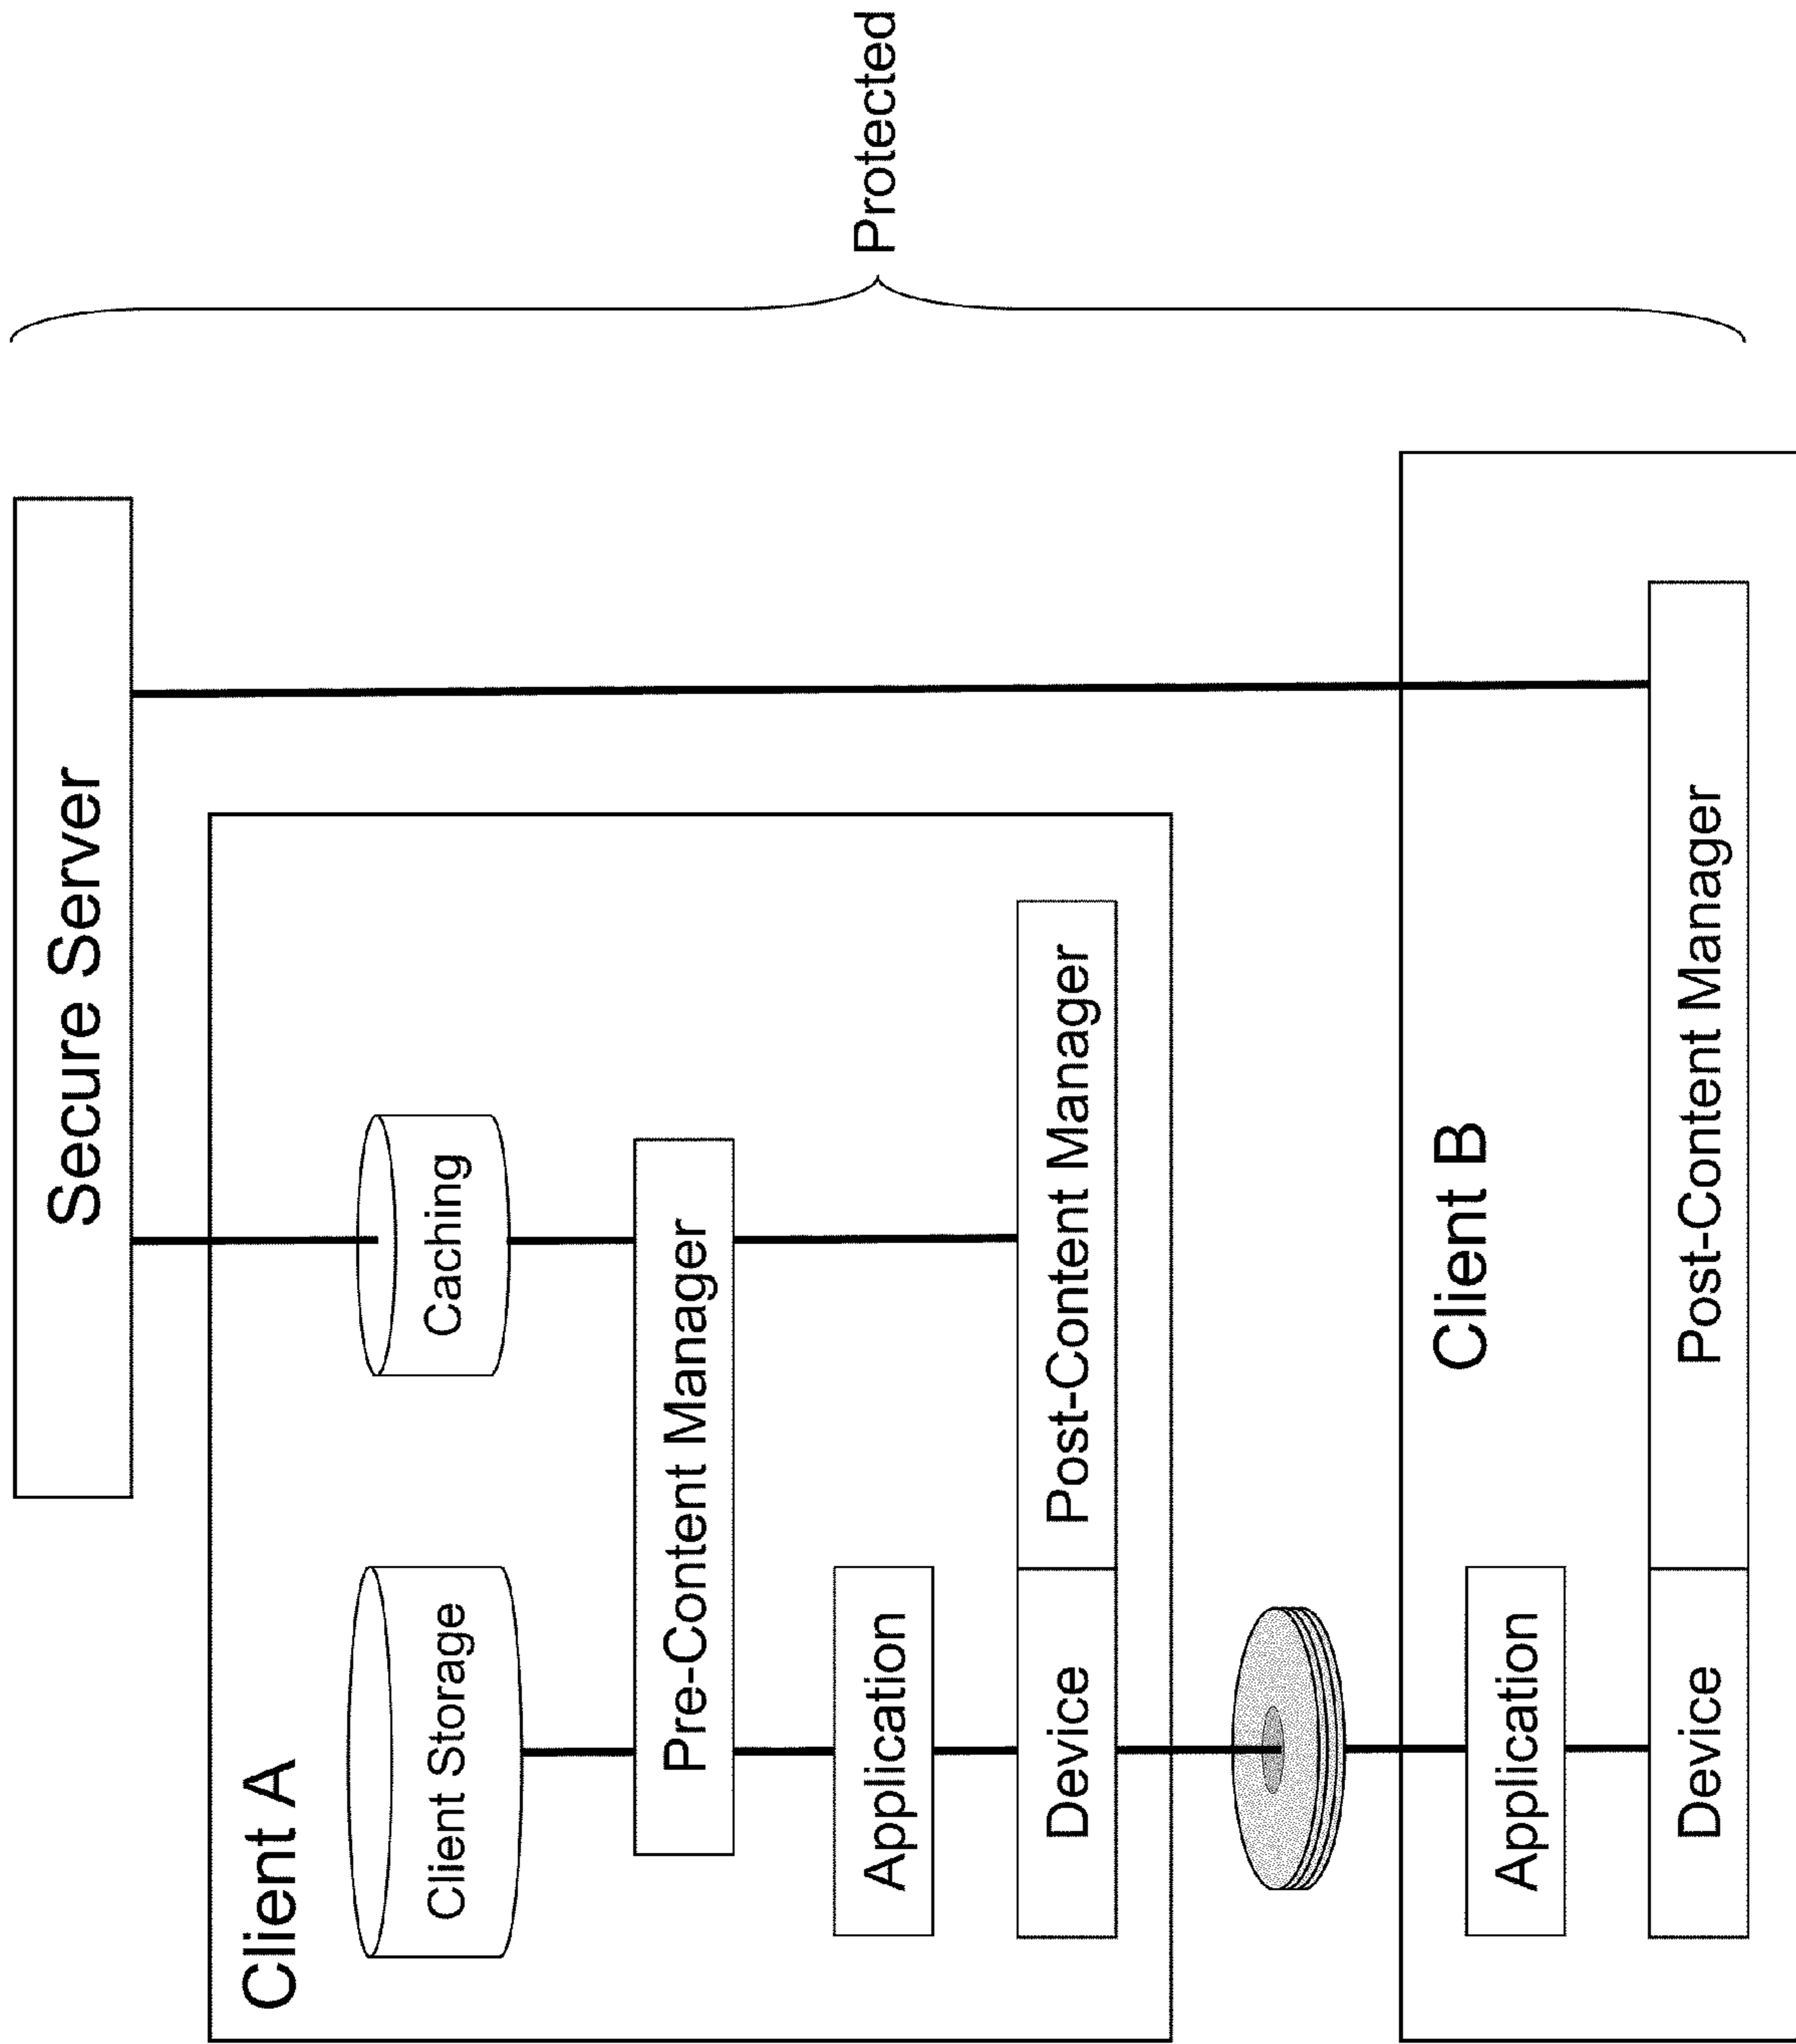 Secure Server
Client A
Client Storage
Caching
Pre-Content Manager
Application
Device
Post-Content Manager
Client B
Application
Device
Post-Content Manager
Protected